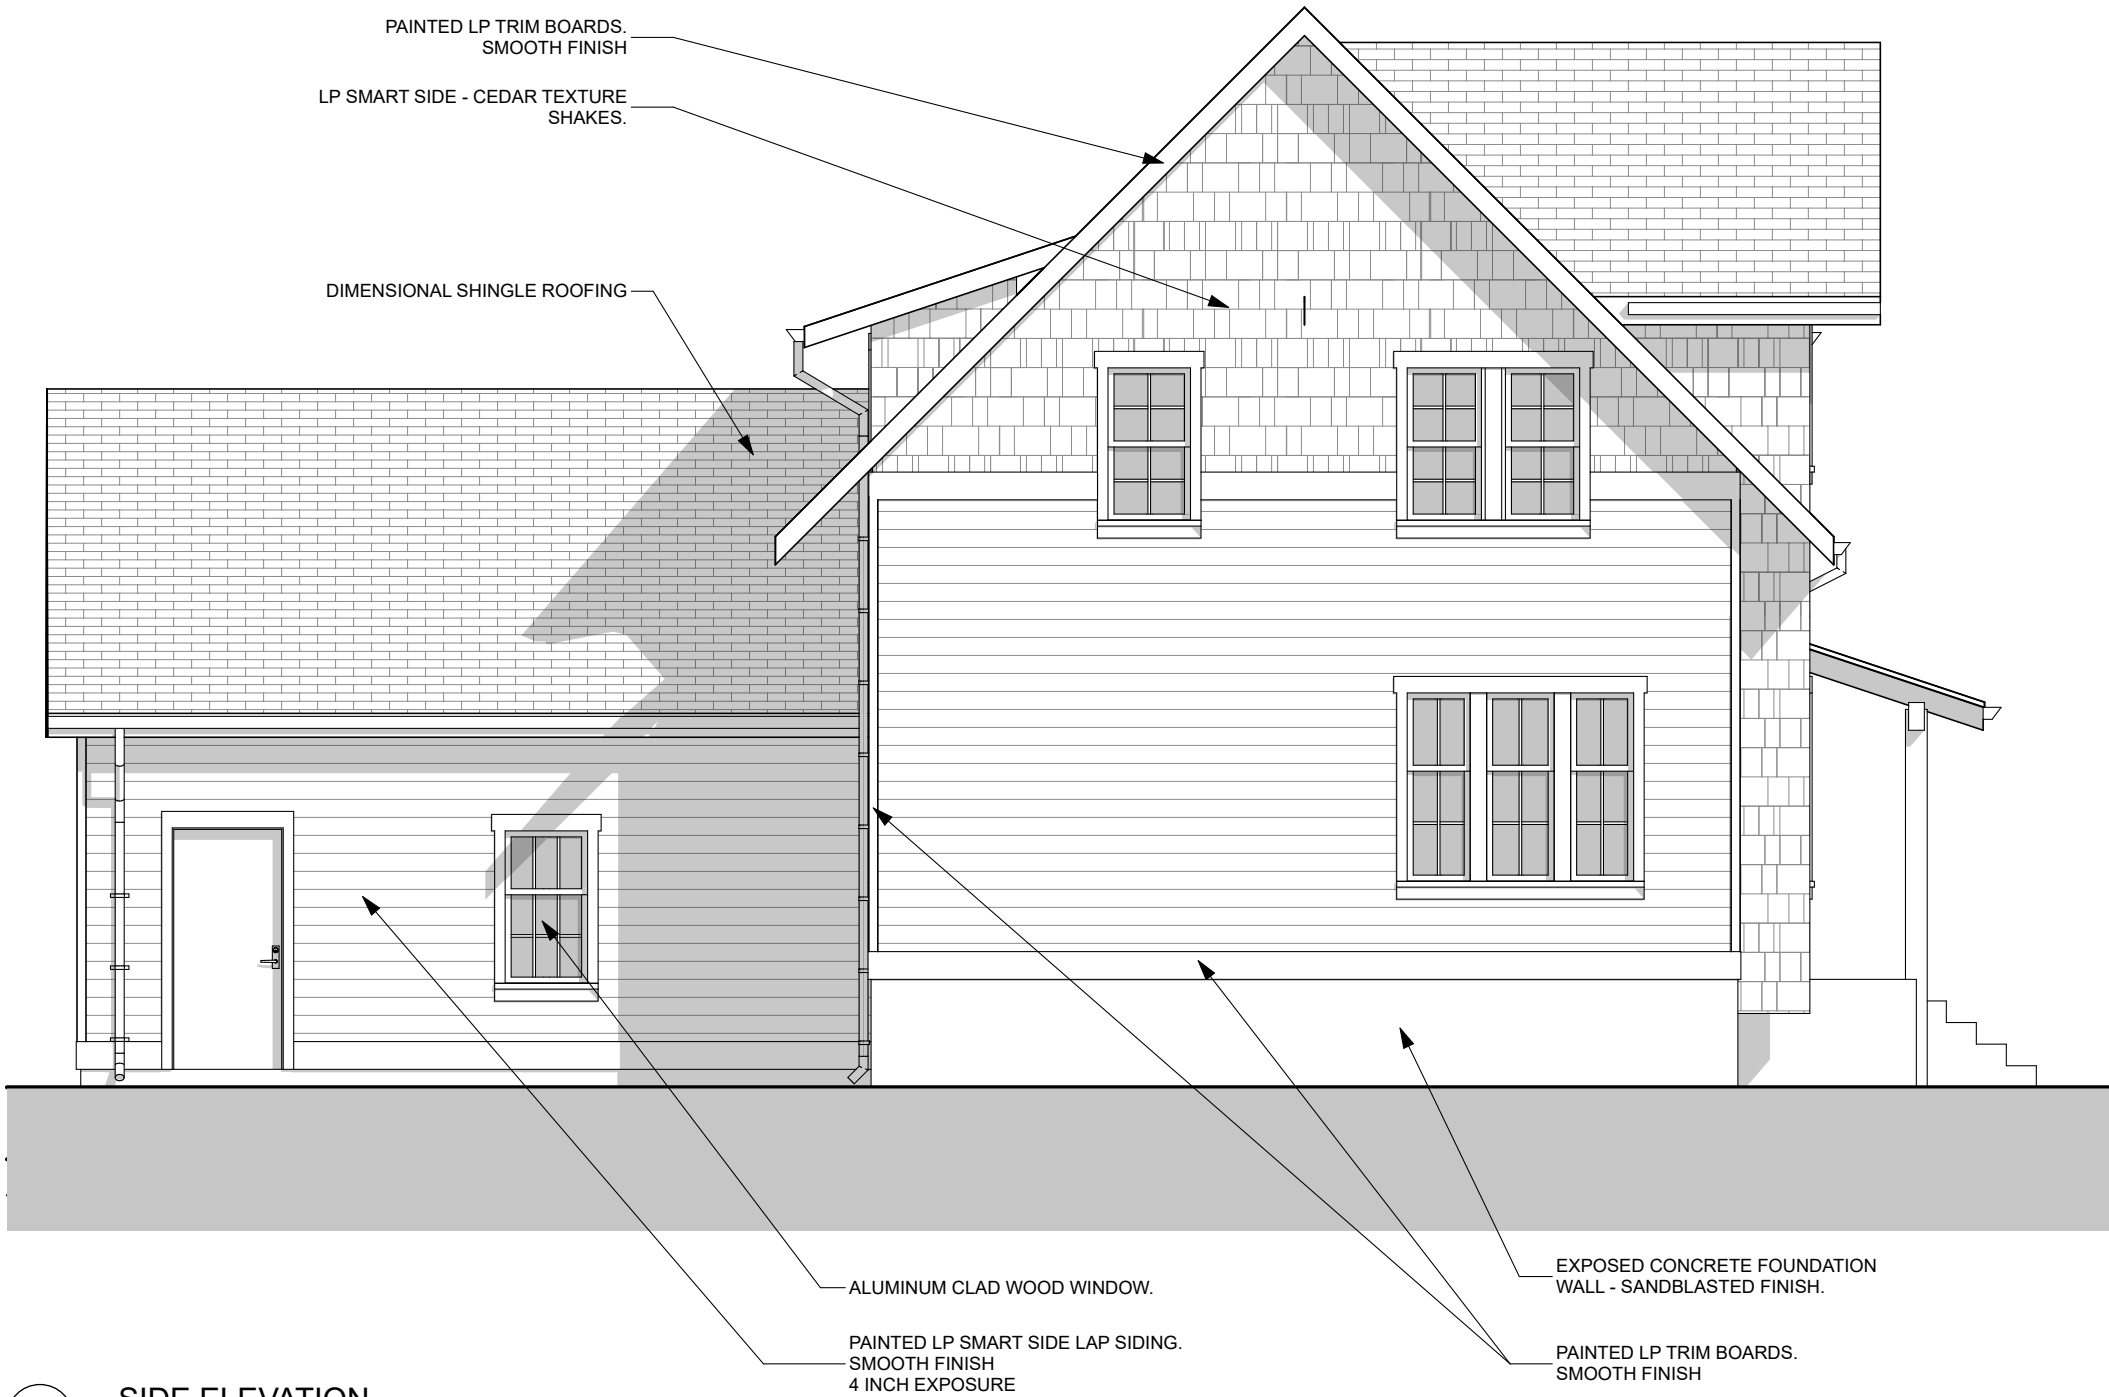 PAINTED LP TRIM BOARDS.
SMOOTH FINISH
LP SMART SIDE - CEDAR TEXTURE
SHAKES.
DIMENSIONAL SHINGLE ROOFING
ALUMINUM CLAD WOOD WINDOW.
PAINTED LP SMART SIDE LAP SIDING.
SMOOTH FINISH
4 INCH EXPOSURE
EXPOSED CONCRETE FOUNDATION
WALL - SANDBLASTED FINISH.
PAINTED LP TRIM BOARDS.
SMOOTH FINISH
SIDE ELEVATION